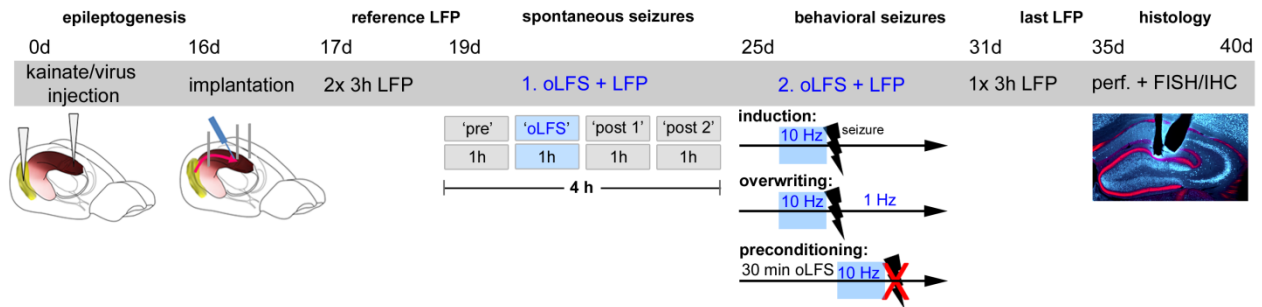 epileptogenesis reference LFP spontaneous seizures behavioral seizures last LFP histology
0d 16d 17d 19d 25d 31d 35d 40d
kainate/virus injection implantation 2x 3h LFP 1. oLFS + LFP 2. oLFS + LFP 1x 3h LFP perf. + FISH/IHC
'pre' 'oLFS' 'post 1' 'post 2'
1h 1h 1h 1h
4 h
induction:
10 Hz seizure
overwriting:
10 Hz 1 Hz
preconditioning:
30 min oLFS 10 Hz